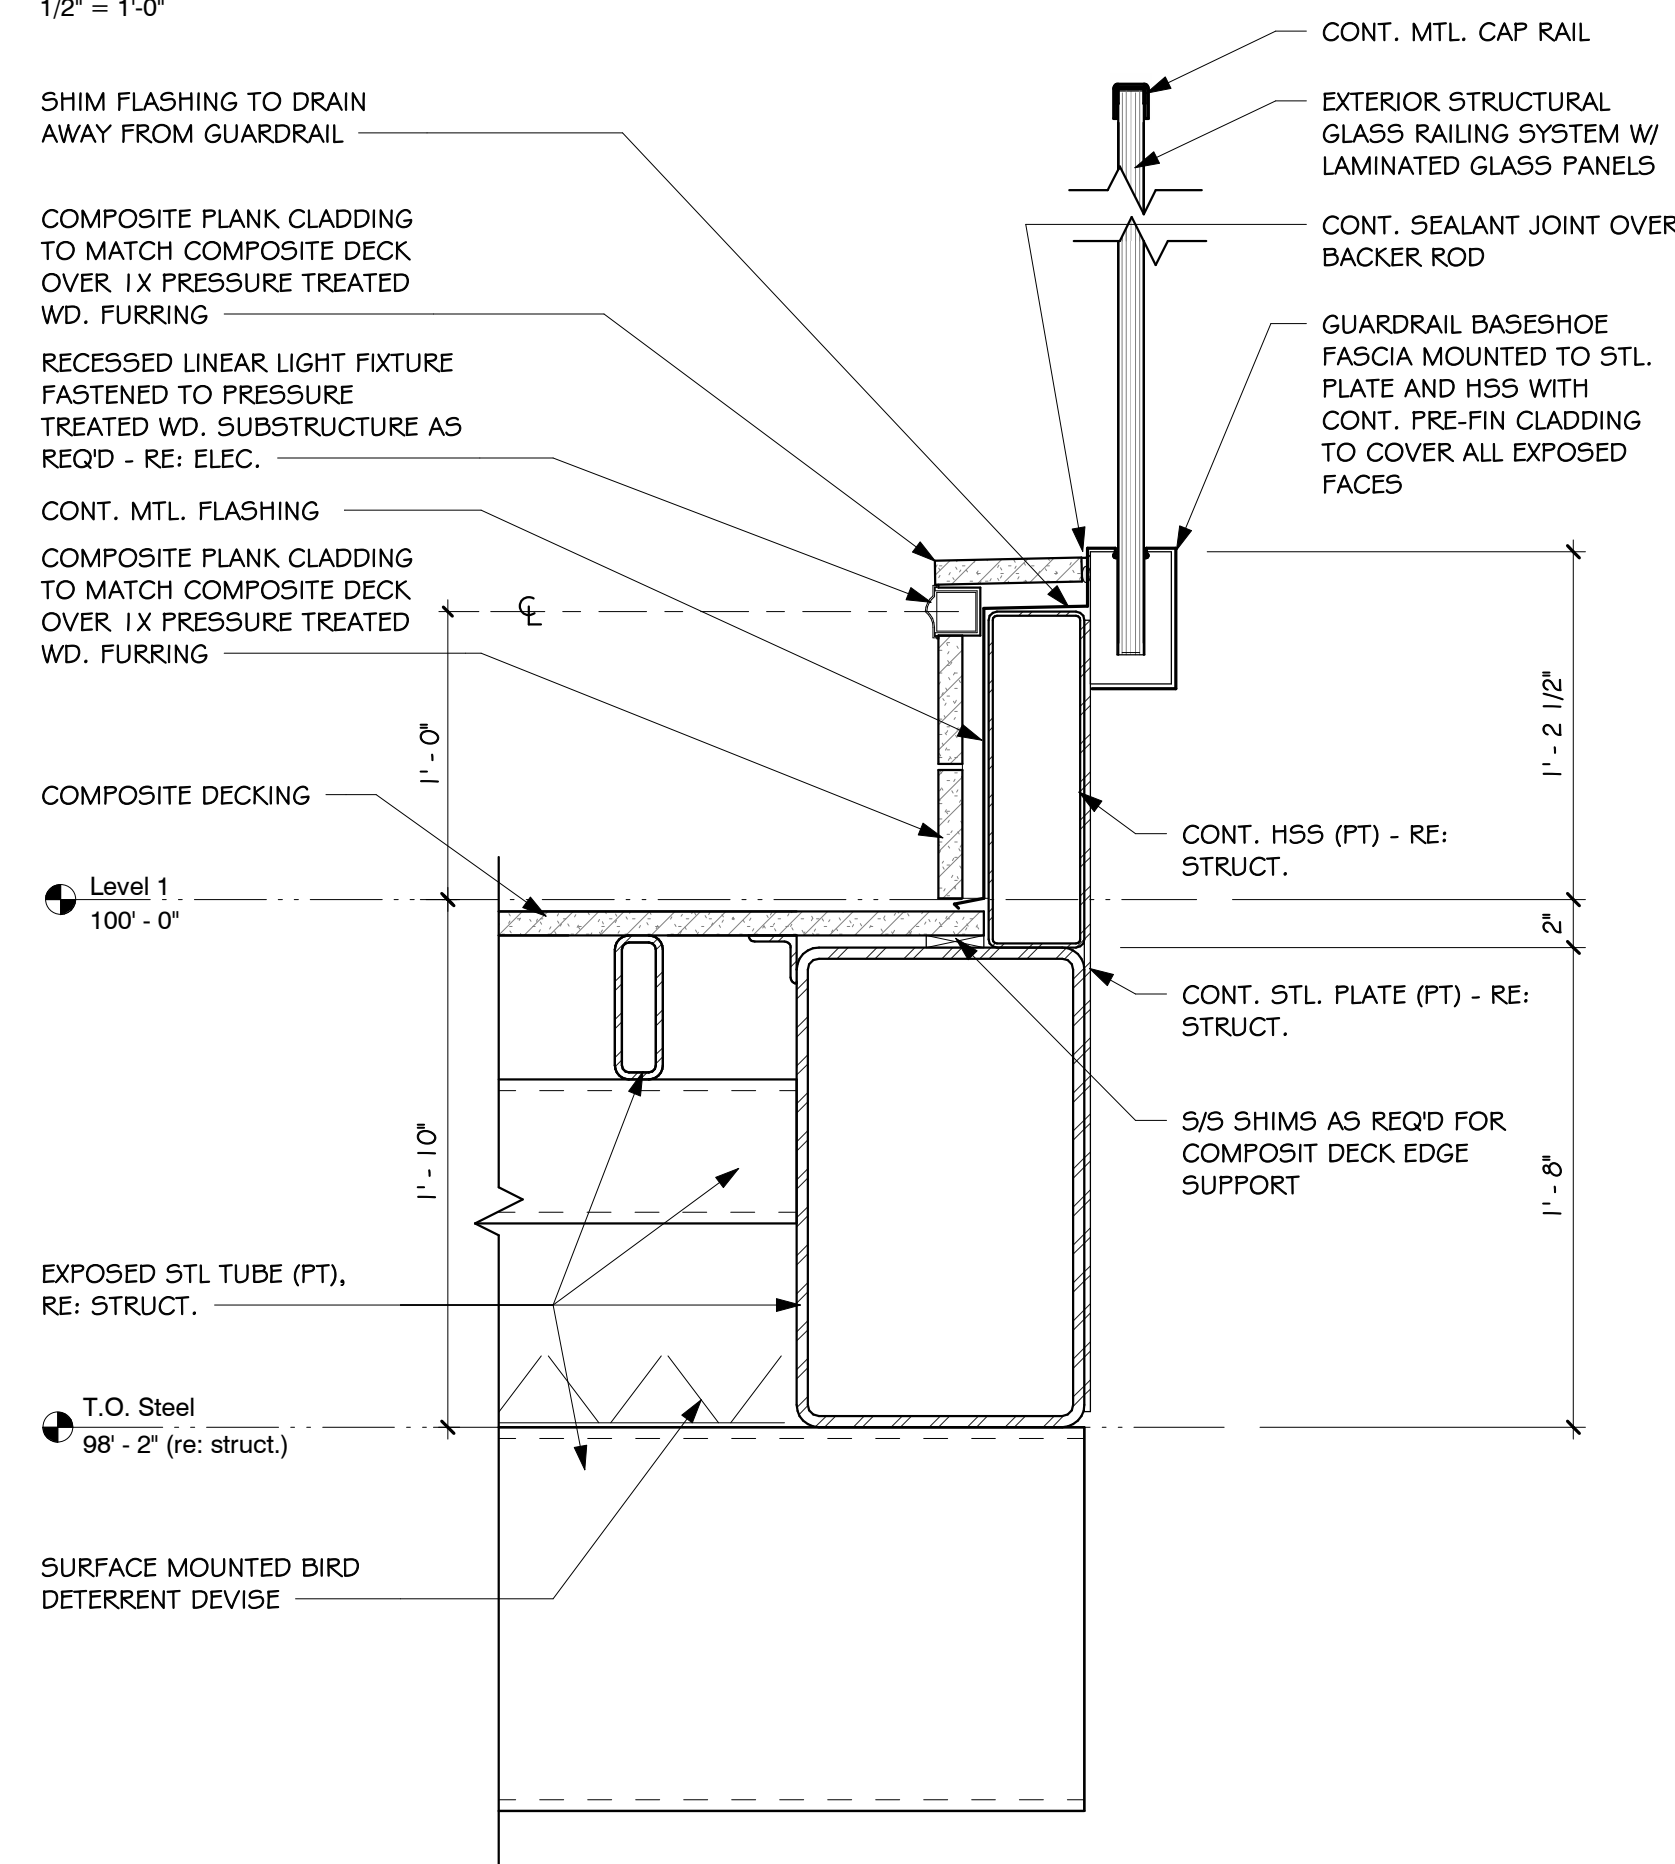 1/2" = 1'-0"
SHIM FLASHING TO DRAIN
AWAY FROM GUARDRAIL
COMPOSITE PLANK CLADDING
TO MATCH COMPOSITE DECK
OVER 1X PRESSURE TREATED
WD. FURRING
RECESSED LINEAR LIGHT FIXTURE
FASTENED TO PRESSURE
TREATED WD. SUBSTRUCTURE AS
REQ'D - RE: ELEC.
CONT. MTL. FLASHING
COMPOSITE PLANK CLADDING
TO MATCH COMPOSITE DECK
OVER 1X PRESSURE TREATED
WD. FURRING
COMPOSITE DECKING
Level 1
100' - 0"
EXPOSED STL TUBE (PT),
RE: STRUCT.
T.O. Steel
98' - 2" (re: struct.)
SURFACE MOUNTED BIRD
DETERRENT DEVISE
CL
1' - 0"
1' - 10"
CONT. MTL. CAP RAIL
EXTERIOR STRUCTURAL
GLASS RAILING SYSTEM W/
LAMINATED GLASS PANELS
CONT. SEALANT JOINT OVER
BACKER ROD
GUARDRAIL BASESHOE
FASCIA MOUNTED TO STL.
PLATE AND HSS WITH
CONT. PRE-FIN CLADDING
TO COVER ALL EXPOSED
FACES
CONT. HSS (PT) - RE:
STRUCT.
CONT. STL. PLATE (PT) - RE:
STRUCT.
S/S SHIMS AS REQ'D FOR
COMPOSIT DECK EDGE
SUPPORT
1' - 2 1/2"
2"
1' - 8"